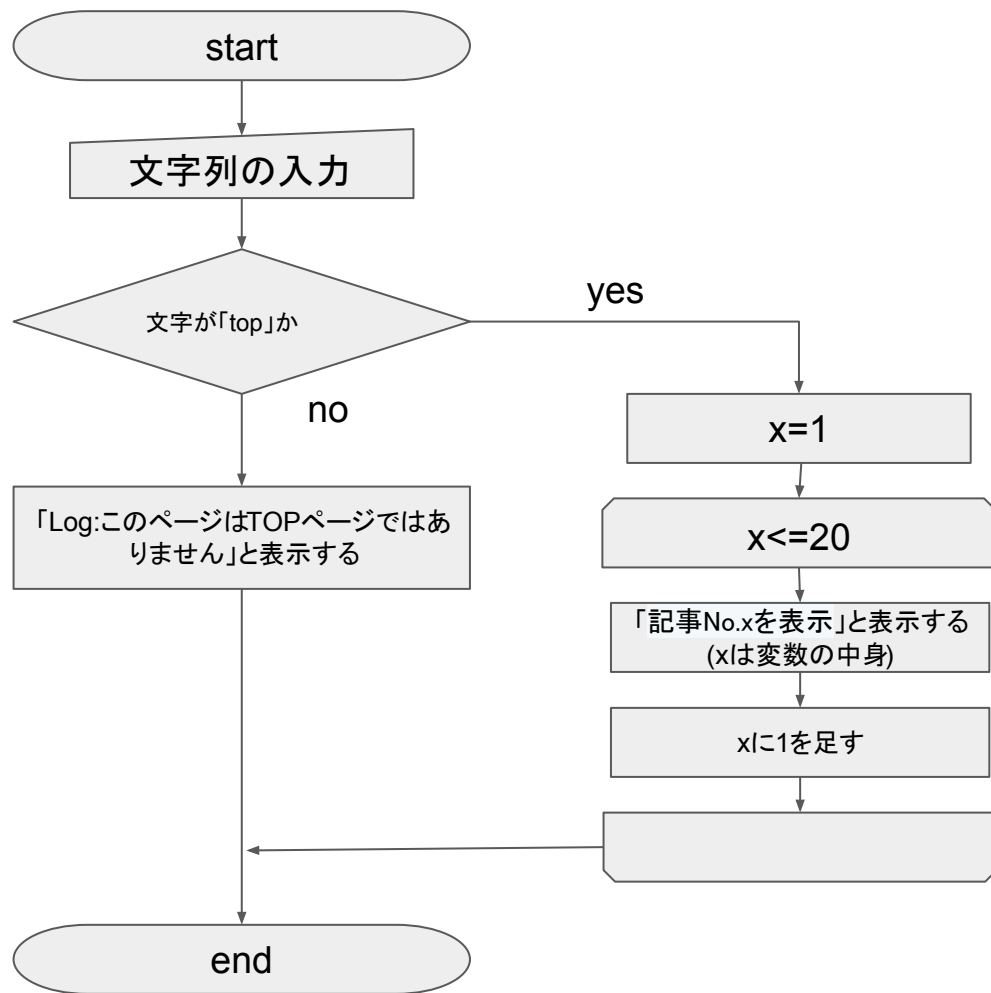 start
文字列の入力
文字が「top」か
yes
no
x=1
「Log:このページはTOPページではあ
りません」と表示する
x<=20
「記事No.xを表示」と表示する
(xは変数の中身)
xに1を足す
end